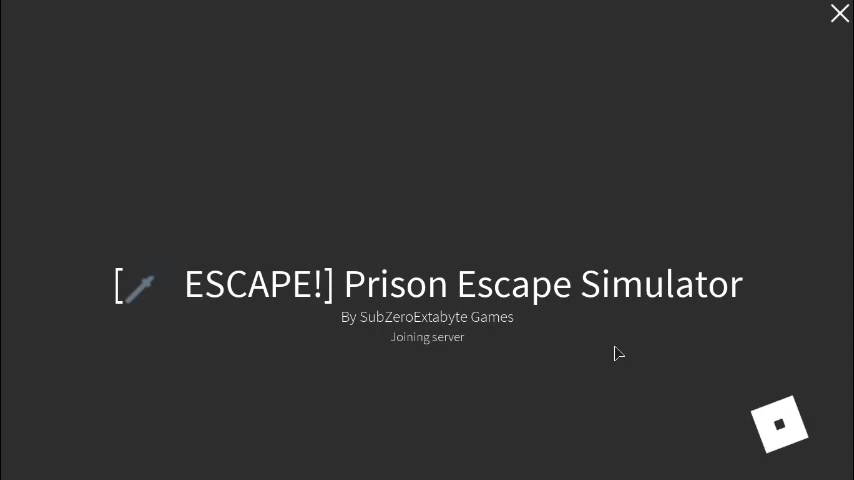 [🗡 ESCAPE!] Prison Escape Simulator
By SubZeroExtabyte Games
Joining server